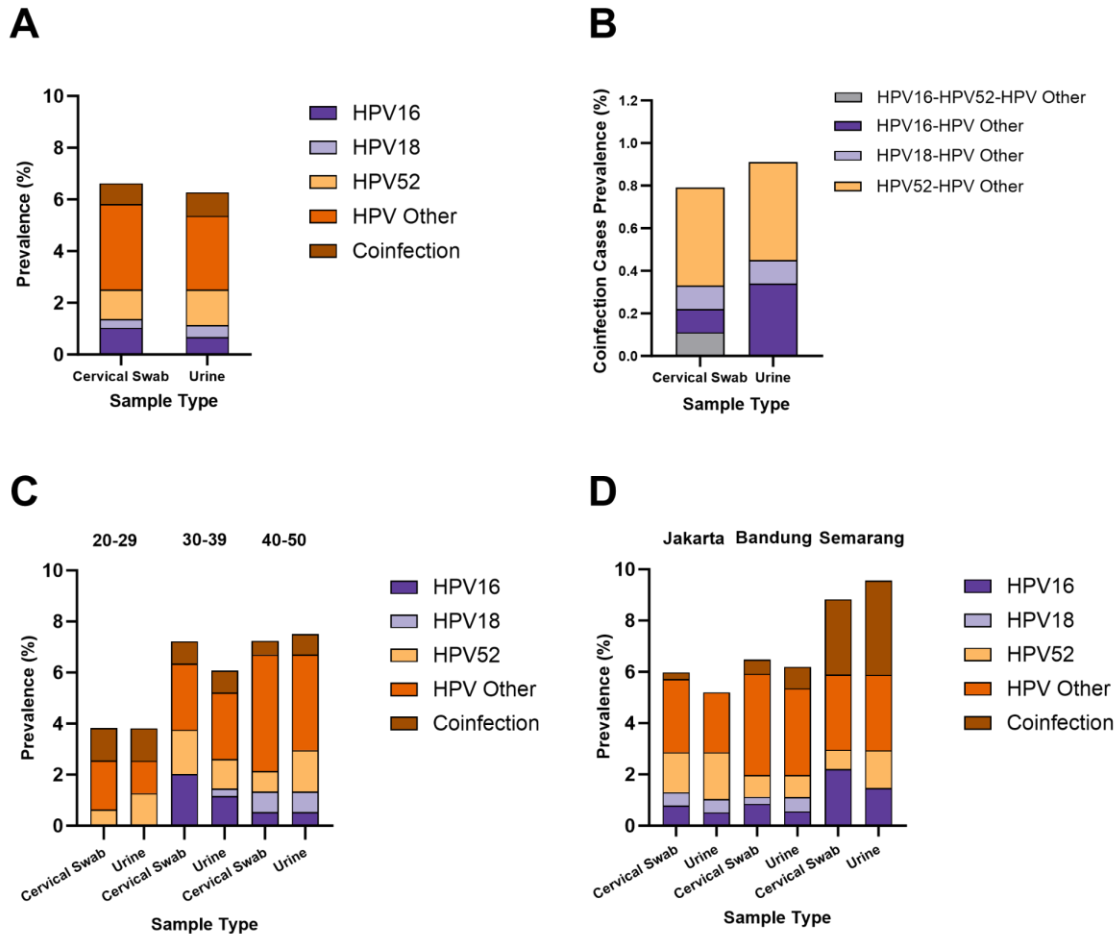 A
Prevalence (%)
10
8
6
4
2
0
Cervical Swab
Urine
Sample Type
HPV16
HPV18
HPV52
HPV Other
Coinfection
B
Coinfection Cases Prevalence (%)
1.2
1.0
0.8
0.6
0.4
0.2
0.0
Cervical Swab
Urine
Sample Type
HPV16-HPV52-HPV Other
HPV16-HPV Other
HPV18-HPV Other
HPV52-HPV Other
C
20-29
30-39
40-50
Prevalence (%)
10
8
6
4
2
0
Cervical Swab
Urine
Cervical Swab
Urine
Cervical Swab
Urine
Sample Type
HPV16
HPV18
HPV52
HPV Other
Coinfection
D
Jakarta
Bandung
Semarang
Prevalence (%)
10
8
6
4
2
0
Cervical Swab
Urine
Cervical Swab
Urine
Cervical Swab
Urine
Sample Type
HPV16
HPV18
HPV52
HPV Other
Coinfection